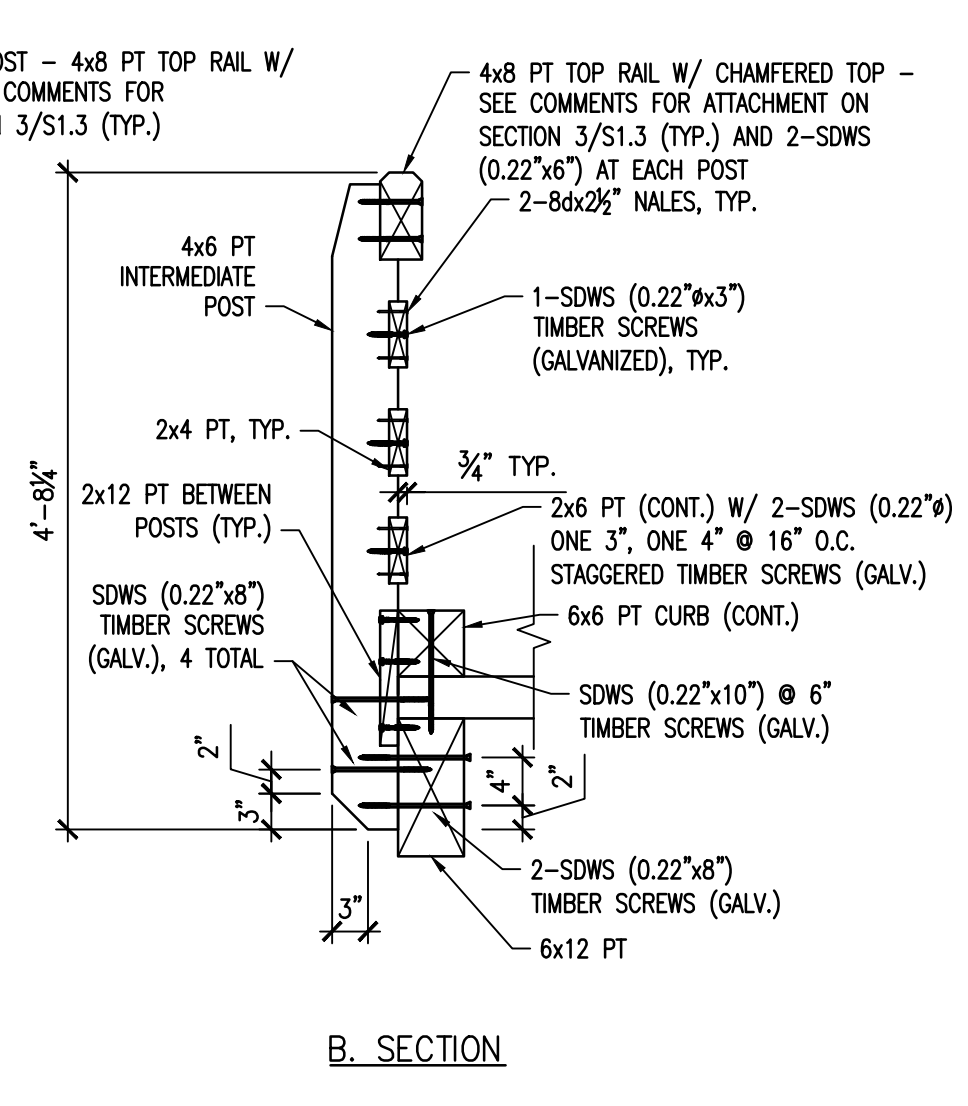 OST – 4x8 PT TOP RAIL W/
COMMENTS FOR
3/S1.3 (TYP.)
4x8 PT TOP RAIL W/ CHAMFERED TOP –
SEE COMMENTS FOR ATTACHMENT ON
SECTION 3/S1.3 (TYP.) AND 2–SDWS
(0.22"x6") AT EACH POST
2–8dx2½" NALES, TYP.
4x6 PT
INTERMEDIATE
POST
1–SDWS (0.22"øx3")
TIMBER SCREWS
(GALVANIZED), TYP.
2x4 PT, TYP.
¾" TYP.
4'–8¼"
2x12 PT BETWEEN
POSTS (TYP.)
2x6 PT (CONT.) W/ 2–SDWS (0.22"ø)
ONE 3", ONE 4" @ 16" O.C.
STAGGERED TIMBER SCREWS (GALV.)
SDWS (0.22"x8")
TIMBER SCREWS
(GALV.), 4 TOTAL
6x6 PT CURB (CONT.)
SDWS (0.22"x10") @ 6"
TIMBER SCREWS (GALV.)
2"
3"
4"
2"
3"
2–SDWS (0.22"x8")
TIMBER SCREWS (GALV.)
6x12 PT
B. SECTION